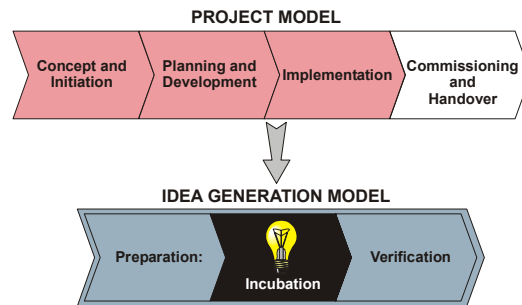 PROJECT MODEL
Concept and
Initiation
Planning and
Development
Implementation
Commissioning
and
Handover
IDEA GENERATION MODEL
Preparation:
Incubation
Verification